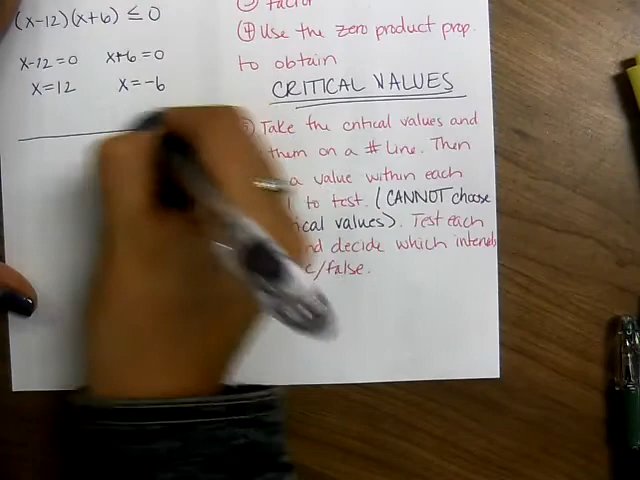 (x-12)(x+6) ≤ 0
x-12=0 x+6=0
x=12 x=-6
factor
④ Use the zero product prop.
to obtain
CRITICAL VALUES
Take the critical values and
them on a # line. Then
a value within each
to test. (CANNOT choose
ical values). Test each
nd decide which intervals
/false.